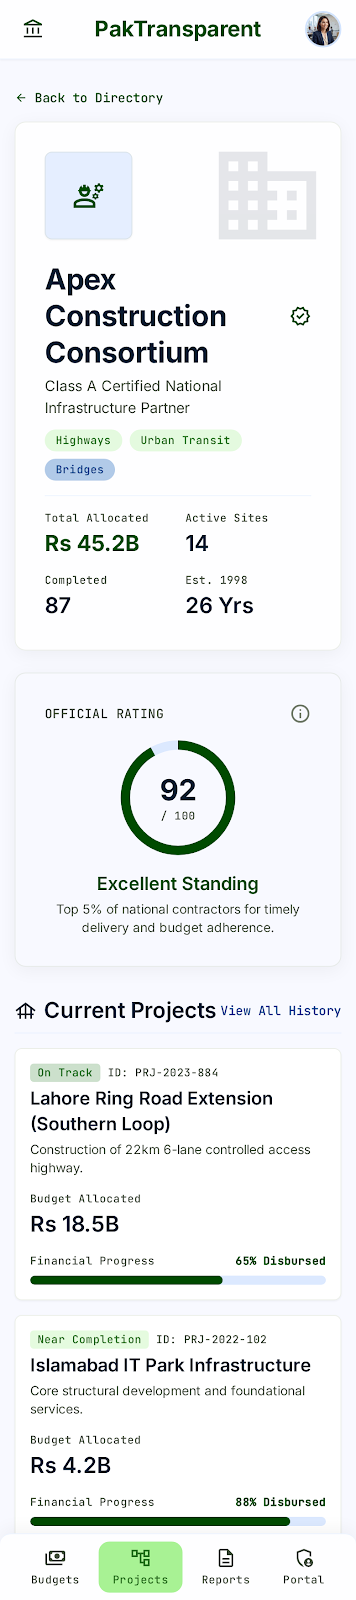 PakTransparent
← Back to Directory
Apex
Construction
Consortium
Class A Certified National
Infrastructure Partner
Highways
Urban Transit
Bridges
Total Allocated
Active Sites
Rs 45.2B
14
Completed
Est. 1998
87
26 Yrs
OFFICIAL RATING
92
/ 100
Excellent Standing
Top 5% of national contractors for timely
delivery and budget adherence.
Current Projects
View All History
On Track
ID: PRJ-2023-884
Lahore Ring Road Extension
(Southern Loop)
Construction of 22km 6-lane controlled access
highway.
Budget Allocated
Rs 18.5B
Financial Progress
65% Disbursed
Near Completion
ID: PRJ-2022-102
Islamabad IT Park Infrastructure
Core structural development and foundational
services.
Budget Allocated
Rs 4.2B
Financial Progress
88% Disbursed
Budgets
Projects
Reports
Portal